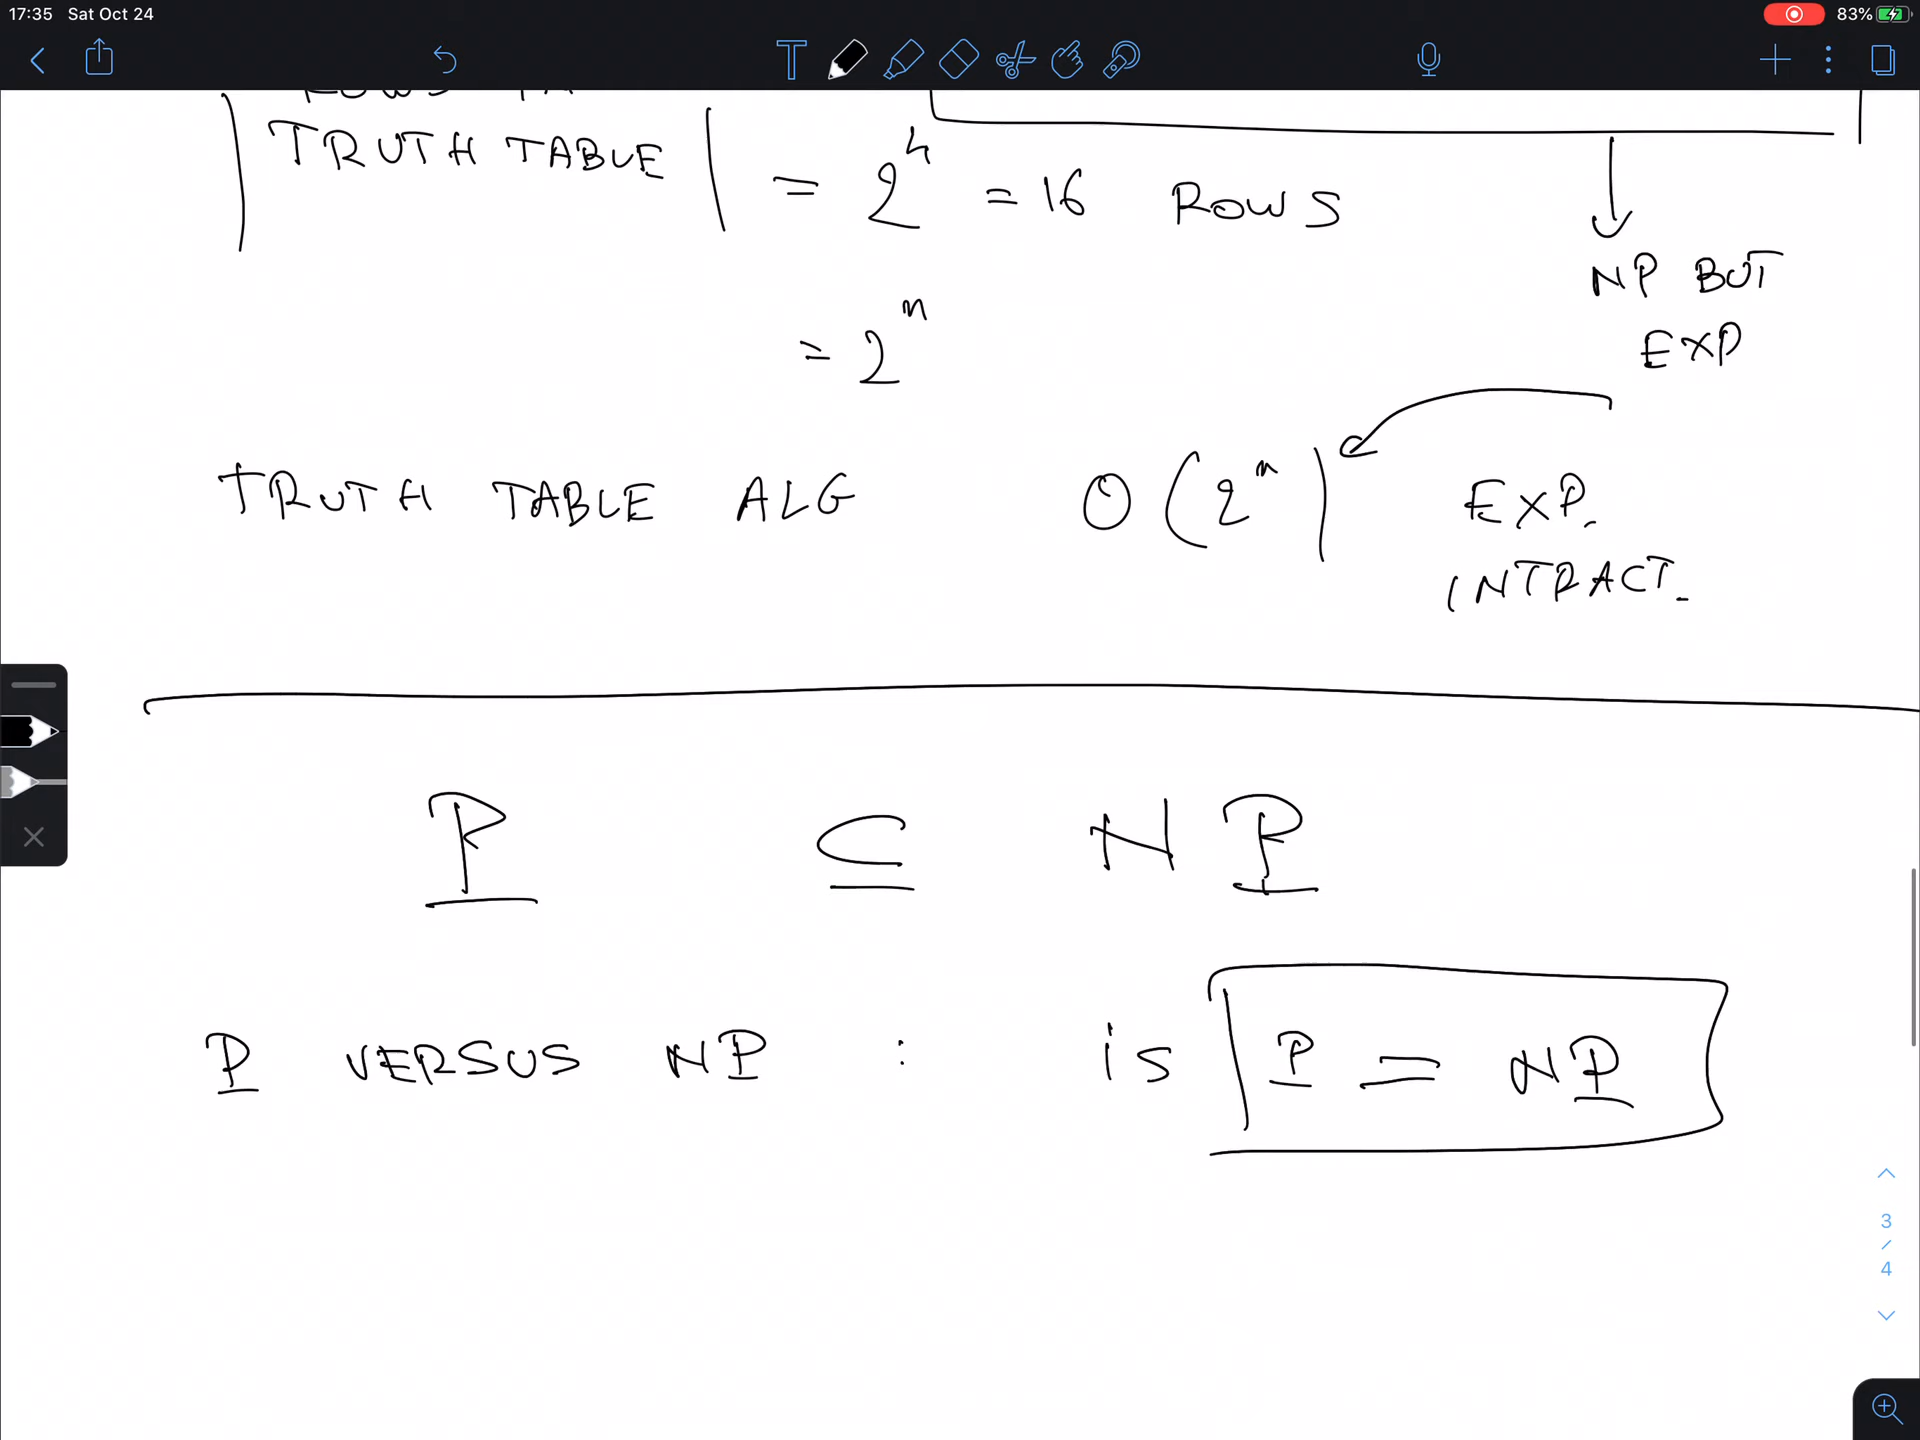 17:35 Sat Oct 24 83%
TRUTH TABLE = 2^4 = 16 ROWS
NP BUT
EXP
= 2^n
TRUTH TABLE ALG O(2^n) EXP.
INTRACT.
P ⊆ NP
P VERSUS NP : is P = NP
3
/
4